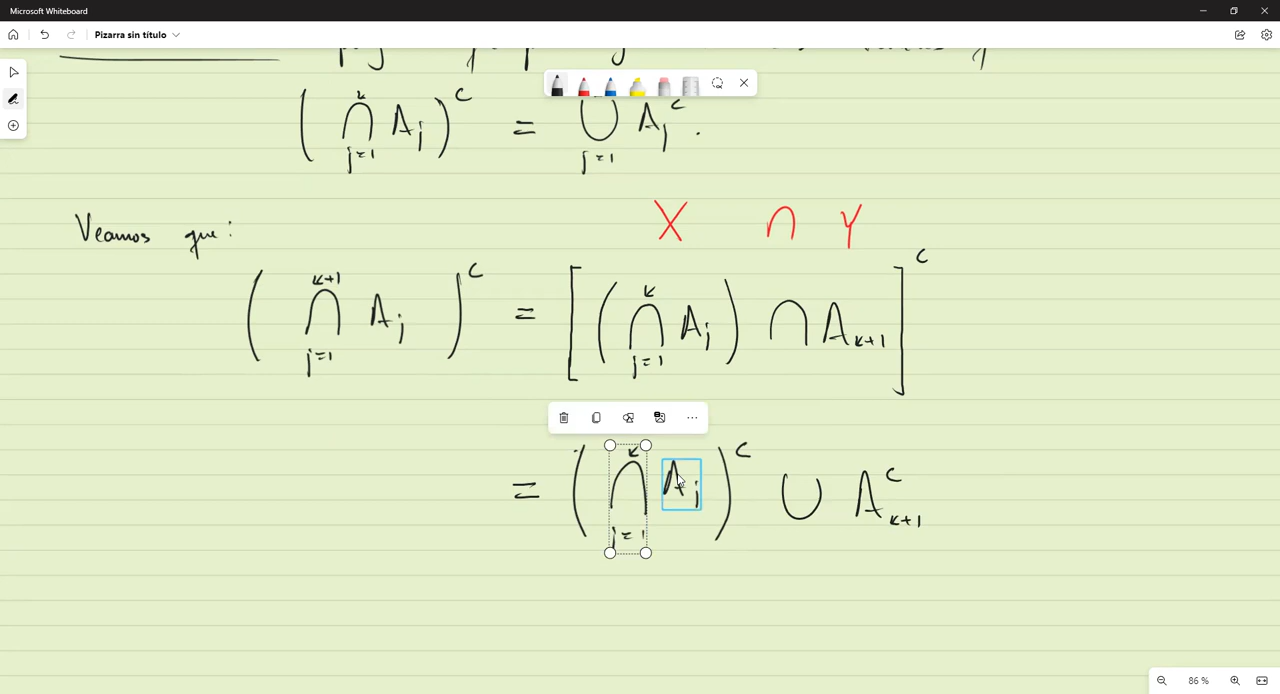 Microsoft Whiteboard
Pizarra sin título
( ⋂_{j=1}^{k} A_j )^c = ⋃_{j=1} A_j^c .
Veamos que:
X ∩ Y
( ⋂_{j=1}^{k+1} A_j )^c = [ ( ⋂_{j=1}^{k} A_j ) ∩ A_{k+1} ]^c
= ( ⋂_{j=1}^{k} A_j )^c ∪ A_{k+1}^c
86 %